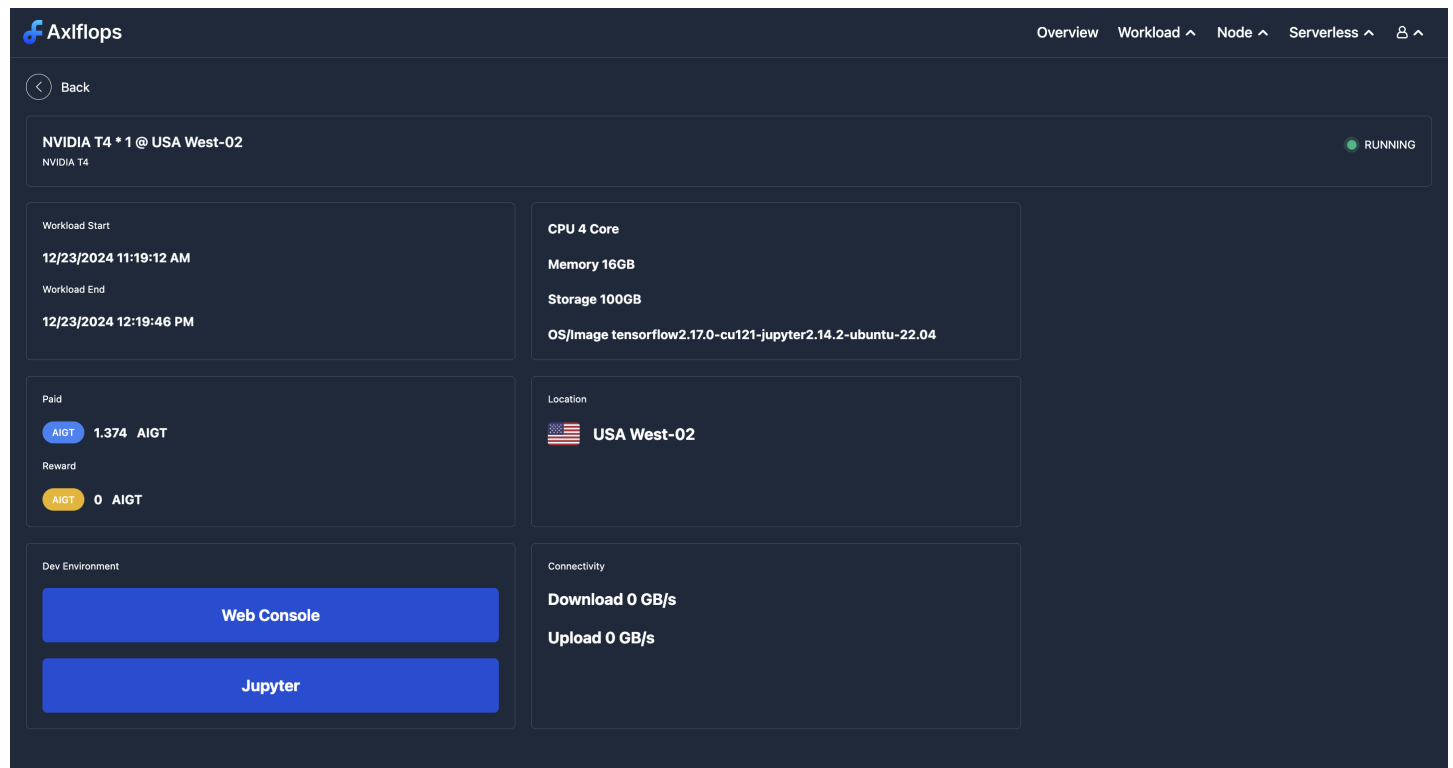 Axlflops
Overview Workload Node Serverless
Back
NVIDIA T4 * 1 @ USA West-02
NVIDIA T4
RUNNING
Workload Start
12/23/2024 11:19:12 AM
Workload End
12/23/2024 12:19:46 PM
CPU 4 Core
Memory 16GB
Storage 100GB
OS/Image tensorflow2.17.0-cu121-jupyter2.14.2-ubuntu-22.04
Paid
AIGT 1.374 AIGT
Reward
AIGT 0 AIGT
Location
USA West-02
Dev Environment
Web Console
Jupyter
Connectivity
Download 0 GB/s
Upload 0 GB/s